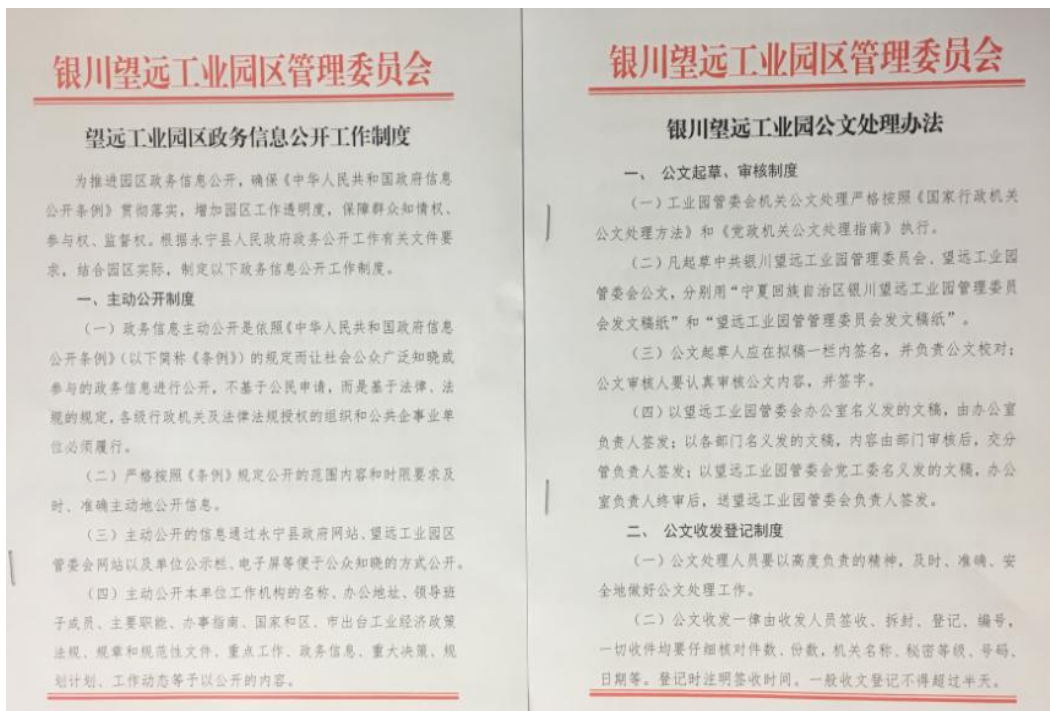 银川望远工业园区管理委员会
望远工业园区政务信息公开工作制度
为推进园区政务信息公开，确保《中华人民共和国政府信息
公开条例》贯彻落实，增加园区工作透明度，保障群众知情权、
参与权、监督权。根据永宁县人民政府政务公开工作有关文件要
求，结合园区实际，制定以下政务信息公开工作制度。
一、主动公开制度
（一）政务信息主动公开是依照《中华人民共和国政府信息
公开条例》（以下简称《条例》）的规定而让社会公众广泛知晓或
参与的政务信息进行公开，不基于公民申请，而是基于法律、法
规的规定，各级行政机关及法律法规授权的组织和公共企事业单
位必须履行。
（二）严格按照《条例》规定公开的范围内容和时限要求及
时、准确主动地公开信息。
（三）主动公开的信息通过永宁县政府网站、望远工业园区
管委会网站以及单位公示栏、电子屏等便于公众知晓的方式公开。
（四）主动公开本单位工作机构的名称、办公地址、领导班
子成员、主要职能、办事指南、国家和区、市出台工业经济政策
法规、规章和规范性文件、重点工作、政务信息、重大决策、规
划计划、工作动态等予以公开的内容。
银川望远工业园区管理委员会
银川望远工业园公文处理办法
一、 公文起草、审核制度
（一）工业园管委会机关公文处理严格按照《国家行政机关
公文处理方法》和《党政机关公文处理指南》执行。
（二）凡起草中共银川望远工业园管理委员会、望远工业园
管委会公文，分别用“宁夏回族自治区银川望远工业园管理委员
会发文稿纸”和“望远工业园管管理委员会发文稿纸”。
（三）公文起草人应在拟稿一栏内签名，并负责公文校对；
公文审核人要认真审核公文内容，并签字。
（四）以望远工业园管委会办公室名义发的文稿，由办公室
负责人签发；以各部门名义发的文稿，内容由部门审核后，交分
管负责人签发；以望远工业园管委会党工委名义发的文稿，办公
室负责人终审后，送望远工业园管委会负责人签发。
二、 公文收发登记制度
（一）公文处理人员要以高度负责的精神，及时、准确、安
全地做好公文处理工作。
（二）公文收发一律由收发人员签收、拆封、登记、编号，
一切收件均要仔细核对件数、份数，机关名称、秘密等级、号码、
日期等。登记时注明签收时间。一般收文登记不得超过半天。